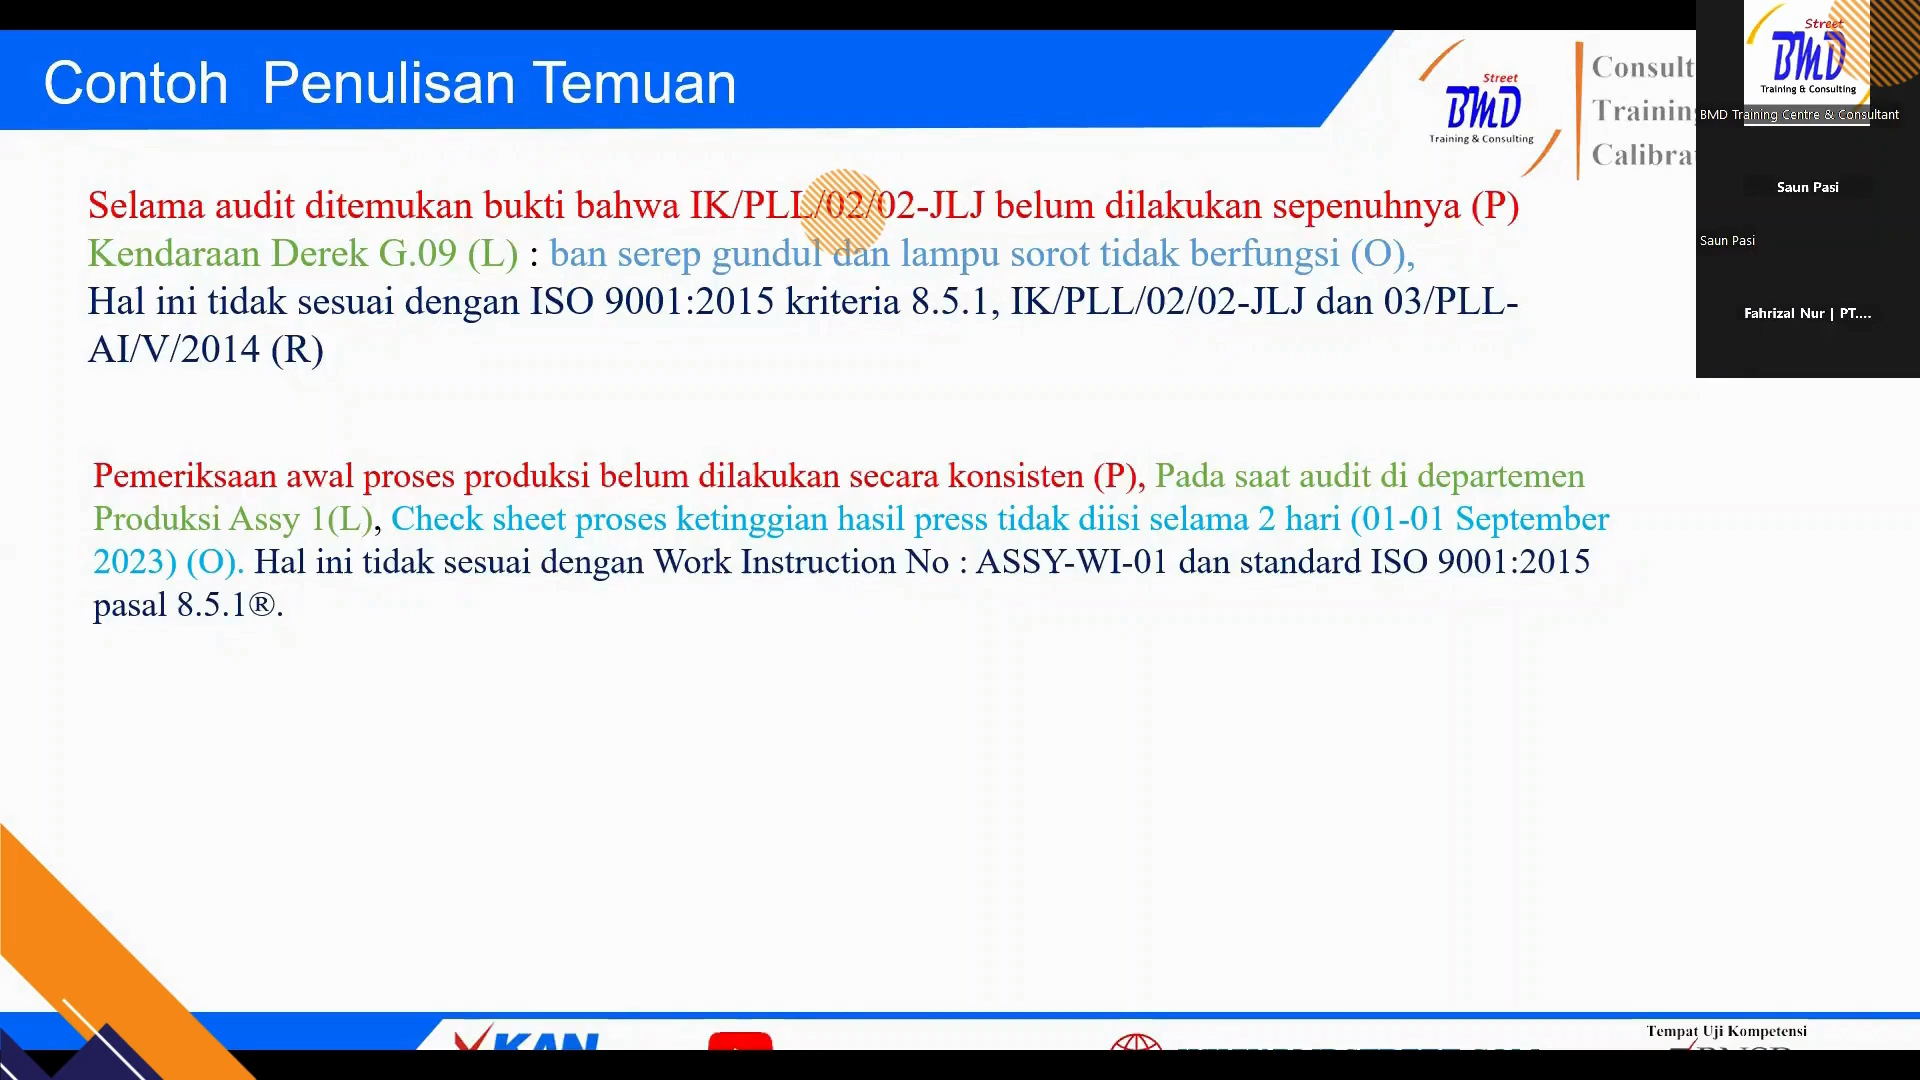 Contoh Penulisan Temuan
Street
BMD
Training & Consulting
Consult
Training
Calibra
Street
BMD
Training & Consulting
BMD Training Centre & Consultant
Saun Pasi
Saun Pasi
Fahrizal Nur | PT....
Selama audit ditemukan bukti bahwa IK/PLL/02/02-JLJ belum dilakukan sepenuhnya (P)
Kendaraan Derek G.09 (L) : ban serep gundul dan lampu sorot tidak berfungsi (O),
Hal ini tidak sesuai dengan ISO 9001:2015 kriteria 8.5.1, IK/PLL/02/02-JLJ dan 03/PLL-
AI/V/2014 (R)
Pemeriksaan awal proses produksi belum dilakukan secara konsisten (P), Pada saat audit di departemen
Produksi Assy 1(L), Check sheet proses ketinggian hasil press tidak diisi selama 2 hari (01-01 September
2023) (O). Hal ini tidak sesuai dengan Work Instruction No : ASSY-WI-01 dan standard ISO 9001:2015
pasal 8.5.1®.
KAN
Tempat Uji Kompetensi